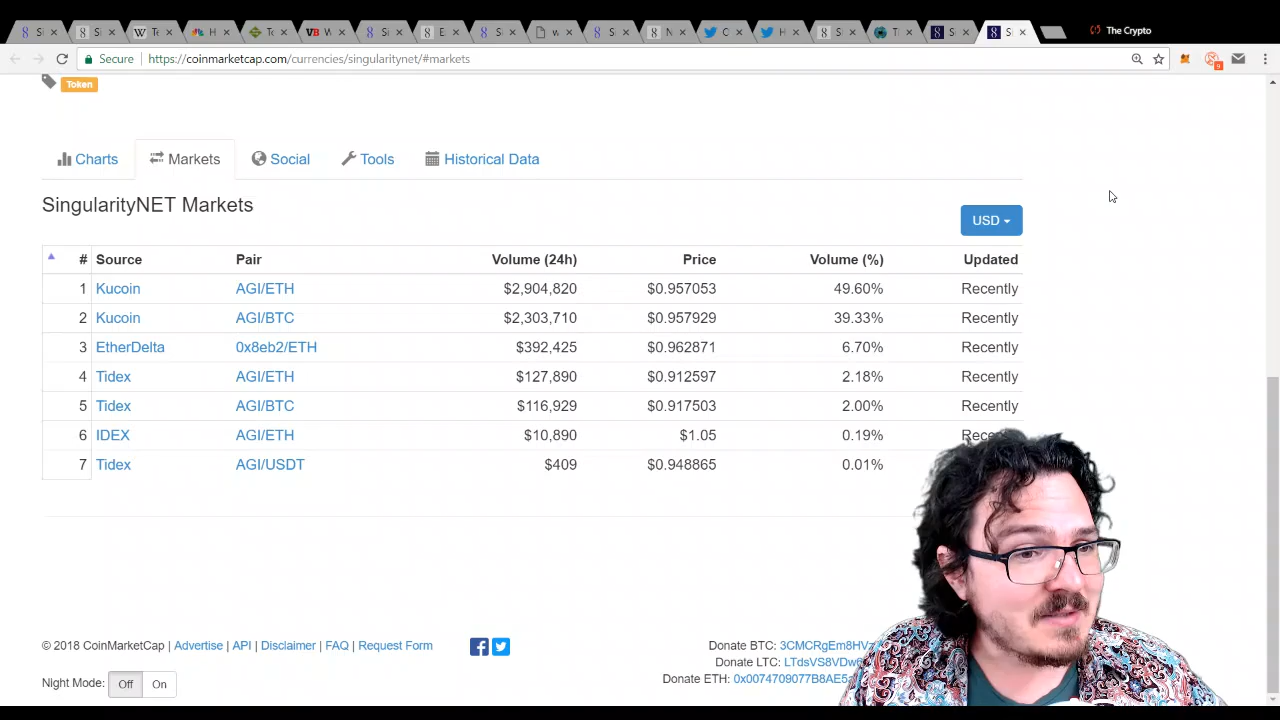 The Crypto
Secure https://coinmarketcap.com/currencies/singularitynet/#markets
Token
Charts Markets Social Tools Historical Data
SingularityNET Markets
USD
# Source Pair Volume (24h) Price Volume (%) Updated
1 Kucoin AGI/ETH $2,904,820 $0.957053 49.60% Recently
2 Kucoin AGI/BTC $2,303,710 $0.957929 39.33% Recently
3 EtherDelta 0x8eb2/ETH $392,425 $0.962871 6.70% Recently
4 Tidex AGI/ETH $127,890 $0.912597 2.18% Recently
5 Tidex AGI/BTC $116,929 $0.917503 2.00% Recently
6 IDEX AGI/ETH $10,890 $1.05 0.19%
7 Tidex AGI/USDT $409 $0.948865 0.01%
© 2018 CoinMarketCap | Advertise | API | Disclaimer | FAQ | Request Form
Donate BTC: 3CMCRgEm8HVz
Donate LTC: LTdsVS8VDw6
Donate ETH: 0x0074709077B8AE5a
Night Mode: Off On